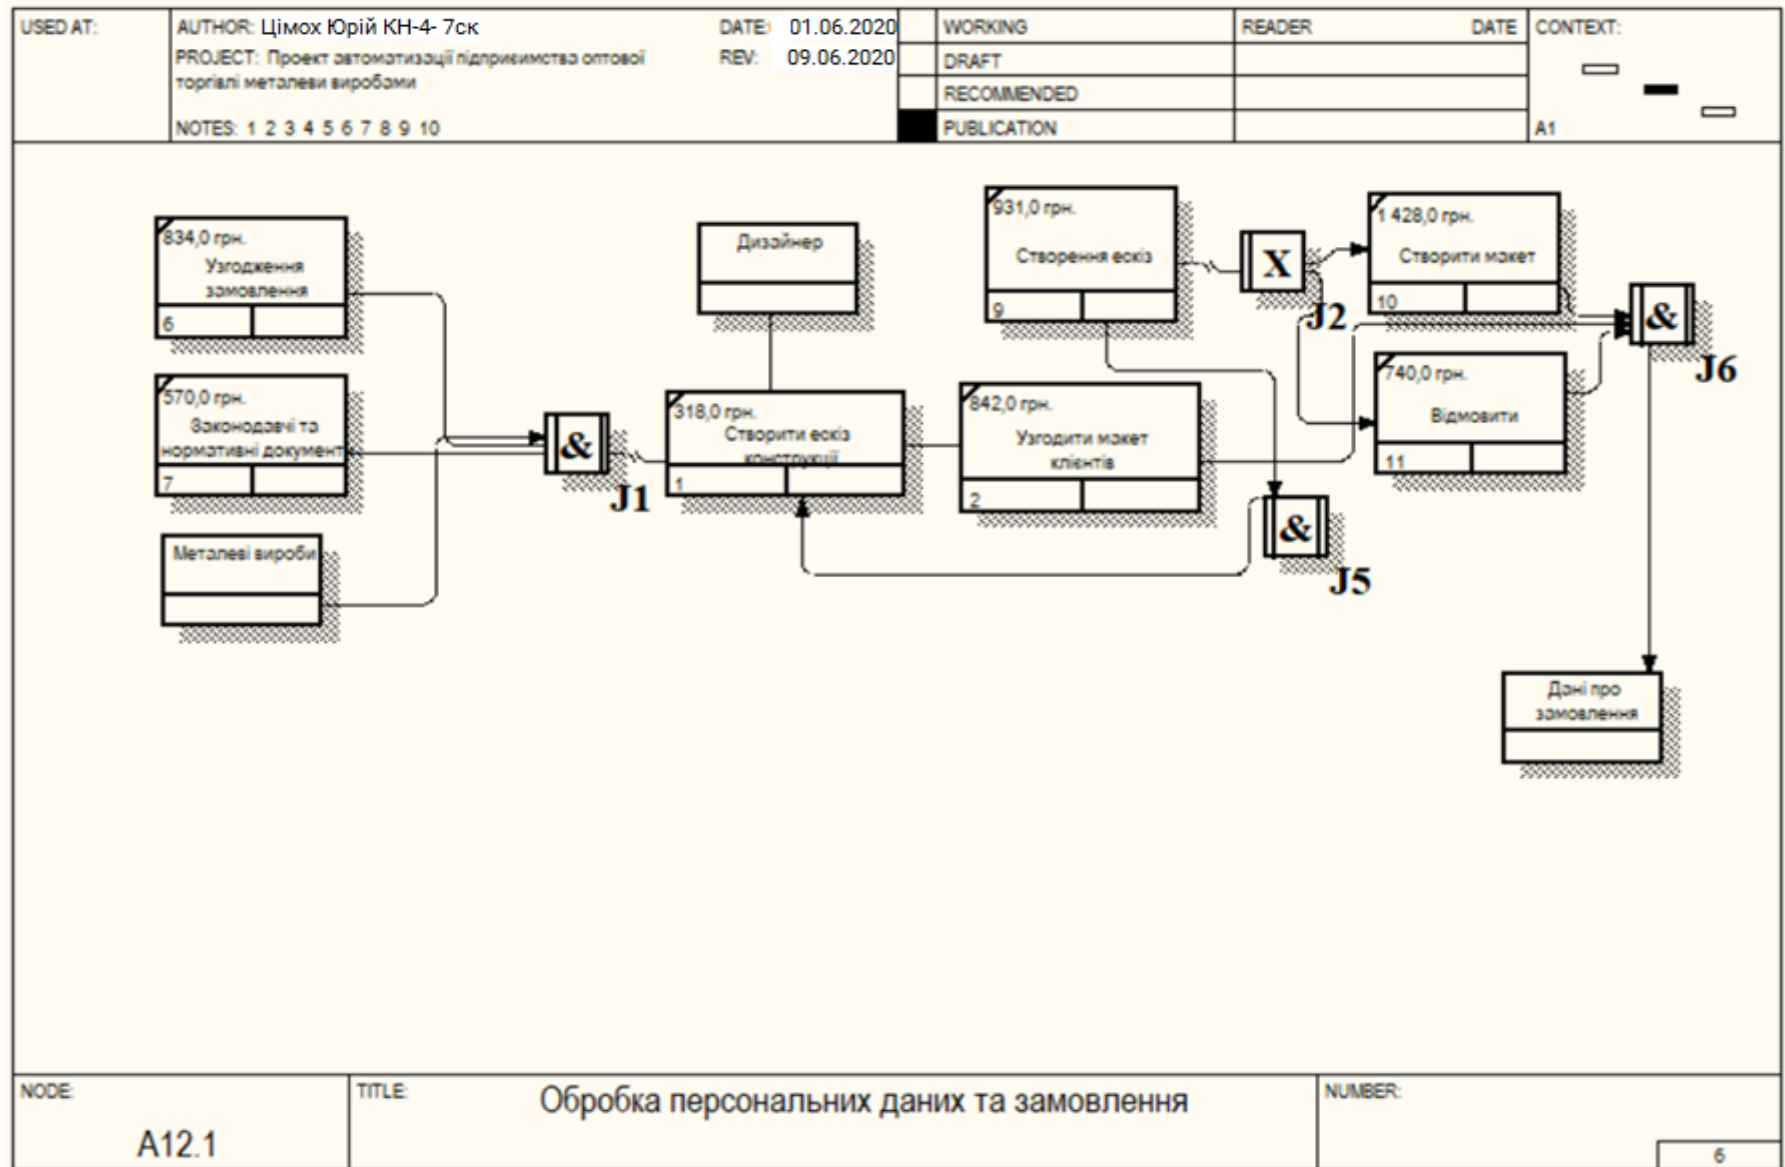 USED AT:
AUTHOR: Цімох Юрій КН-4- 7ск
DATE: 01.06.2020
PROJECT: Проект автоматизації підприєимства оптової
торгівлі металеви виробами
REV: 09.06.2020
NOTES: 1 2 3 4 5 6 7 8 9 10
WORKING
DRAFT
RECOMMENDED
PUBLICATION
READER DATE
CONTEXT:
A1
834,0 грн.
Узгодження
замовлення
6
570,0 грн.
Законодавчі та
нормативні документ
7
Металеві вироби
&
J1
Дизайнер
318,0 грн.
Створити ескіз
конструкції
1
931,0 грн.
Створення ескіз
9
842,0 грн.
Узгодити макет
клієнтів
2
X
J2
&
J5
1 428,0 грн.
Створити макет
10
740,0 грн.
Відмовити
11
&
J6
Дані про
замовлення
NODE:
A12.1
TITLE:
Обробка персональних даних та замовлення
NUMBER:
6